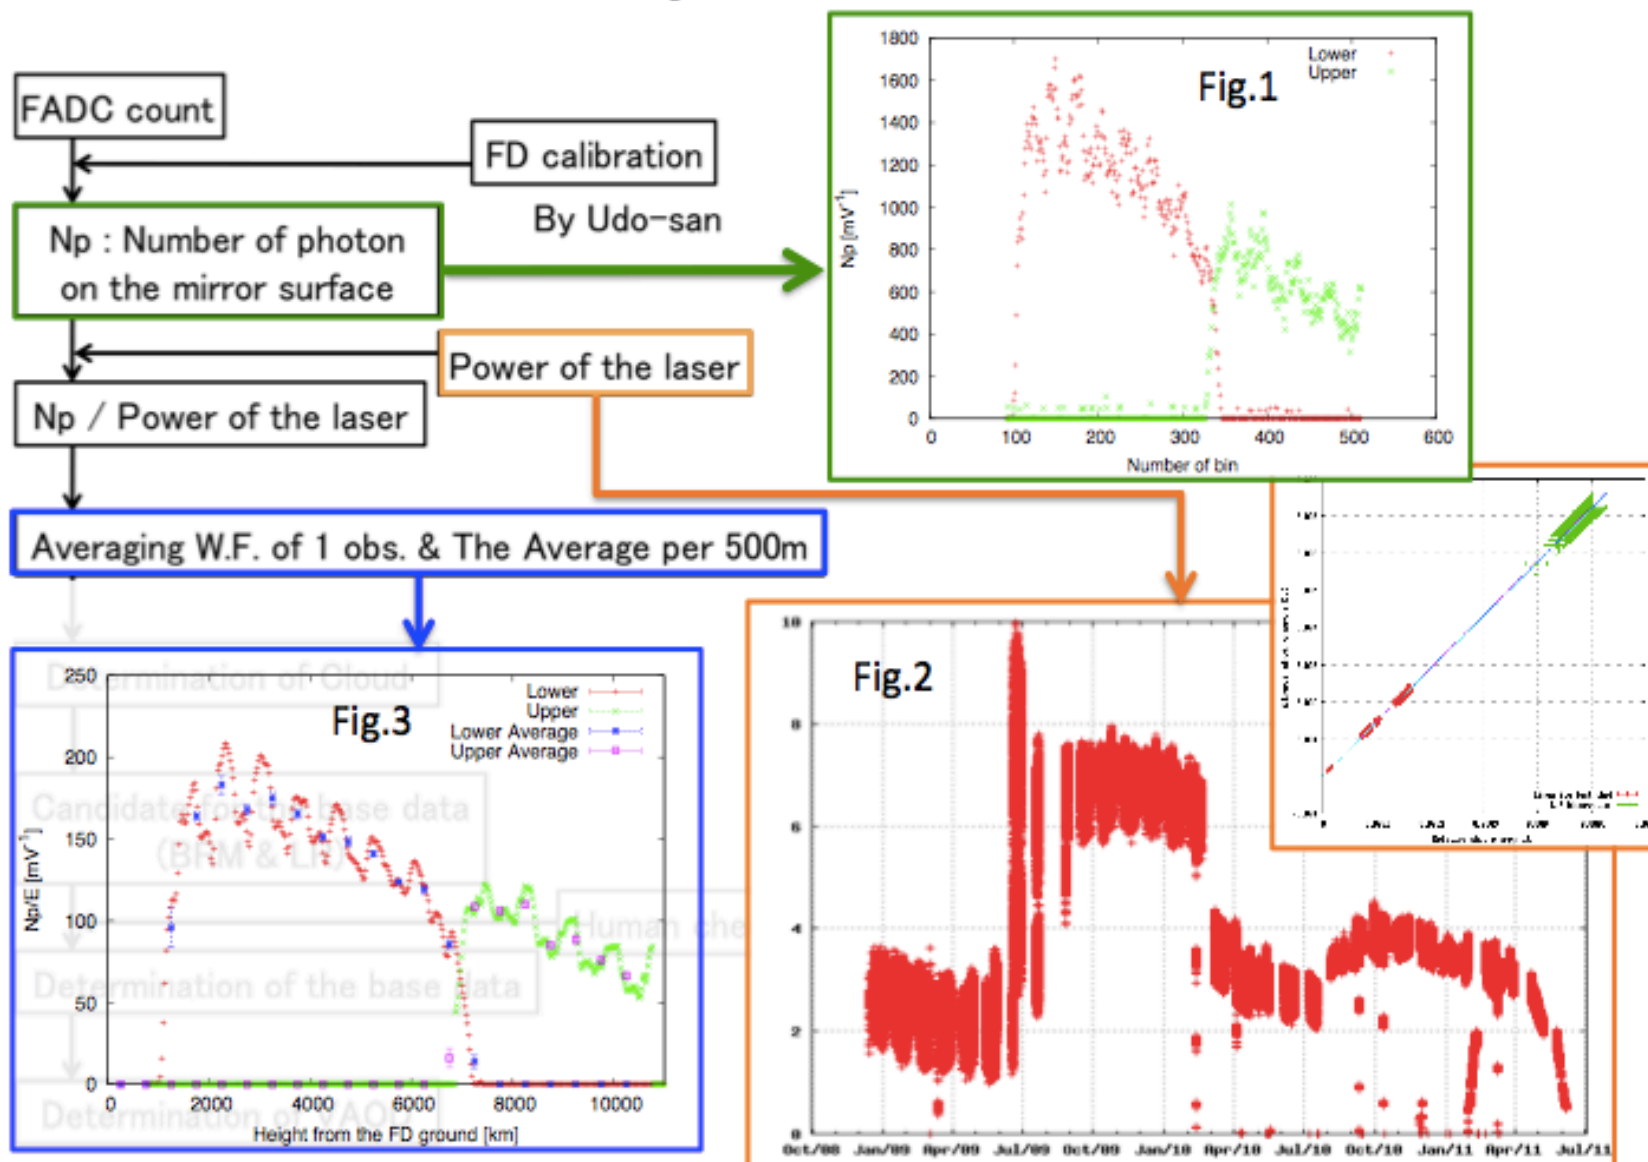 FADC count
FD calibration
By Udo-san
Np : Number of photon
on the mirror surface
Power of the laser
Np / Power of the laser
Averaging W.F. of 1 obs. & The Average per 500m
Determination of Cloud
Candidate for the base data
(BRM & LR)
Human che
Determination of the base data
Determination of VAOD
Fig.1
Lower
Upper
Np [mV⁻¹]
1800
1600
1400
1200
1000
800
600
400
200
0
0 100 200 300 400 500 600
Number of bin
Fig.3
Lower
Upper
Lower Average
Upper Average
Np/E [mV⁻¹]
250
200
150
100
50
0
0 2000 4000 6000 8000 10000
Height from the FD ground [km]
Fig.2
10
8
6
4
2
0
Oct/08 Jan/09 Apr/09 Jul/09 Oct/09 Jan/10 Apr/10 Jul/10 Oct/10 Jan/11 Apr/11 Jul/11